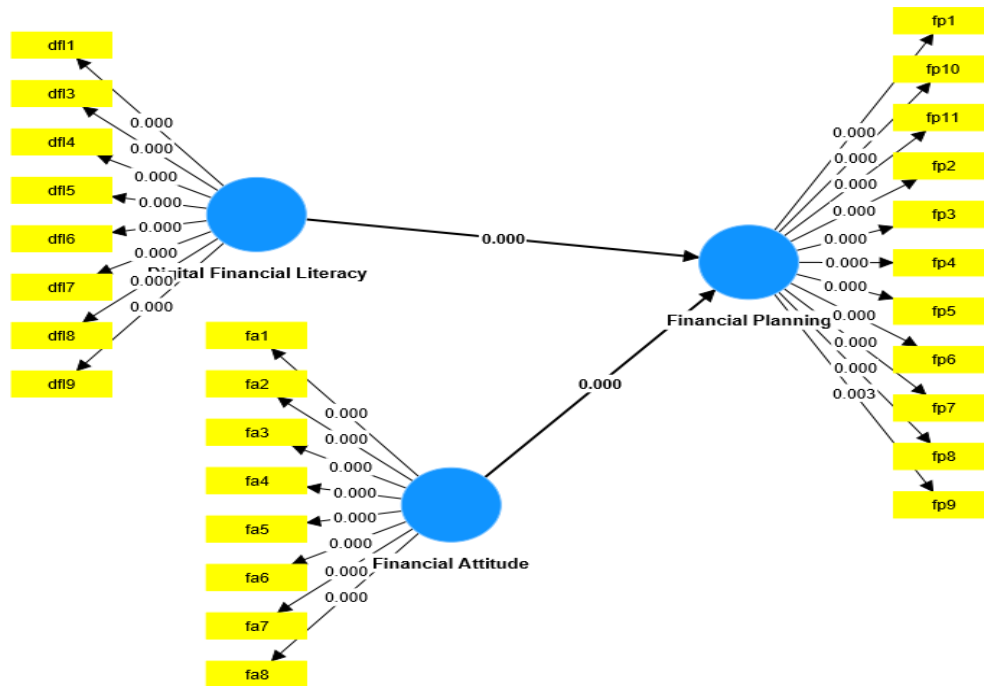 dfl1
dfl3
dfl4
dfl5
dfl6
dfl7
dfl8
dfl9
0.000
0.000
0.000
0.000
0.000
0.000
0.000
0.000
Digital Financial Literacy
0.000
fa1
fa2
fa3
fa4
fa5
fa6
fa7
fa8
0.000
0.000
0.000
0.000
0.000
0.000
0.000
0.000
Financial Attitude
0.000
Financial Planning
0.000
0.000
0.000
0.000
0.000
0.000
0.000
0.000
0.000
0.000
0.003
fp1
fp10
fp11
fp2
fp3
fp4
fp5
fp6
fp7
fp8
fp9